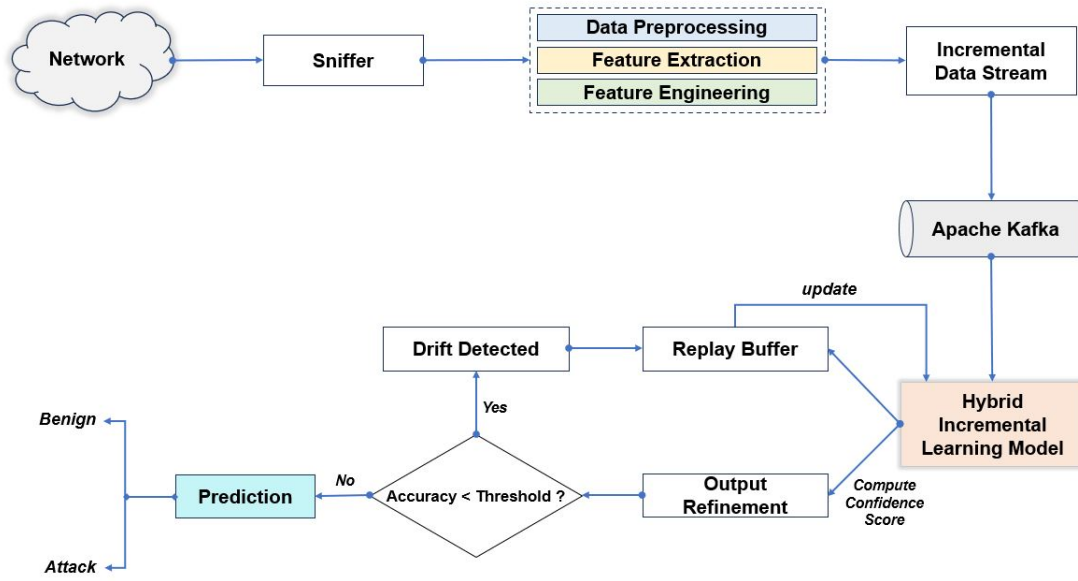 Network
Sniffer
Data Preprocessing
Feature Extraction
Feature Engineering
Incremental
Data Stream
Apache Kafka
update
Drift Detected
Replay Buffer
Hybrid
Incremental
Learning Model
Yes
Benign
No
Prediction
Accuracy < Threshold ?
Output
Refinement
Compute
Confidence
Score
Attack